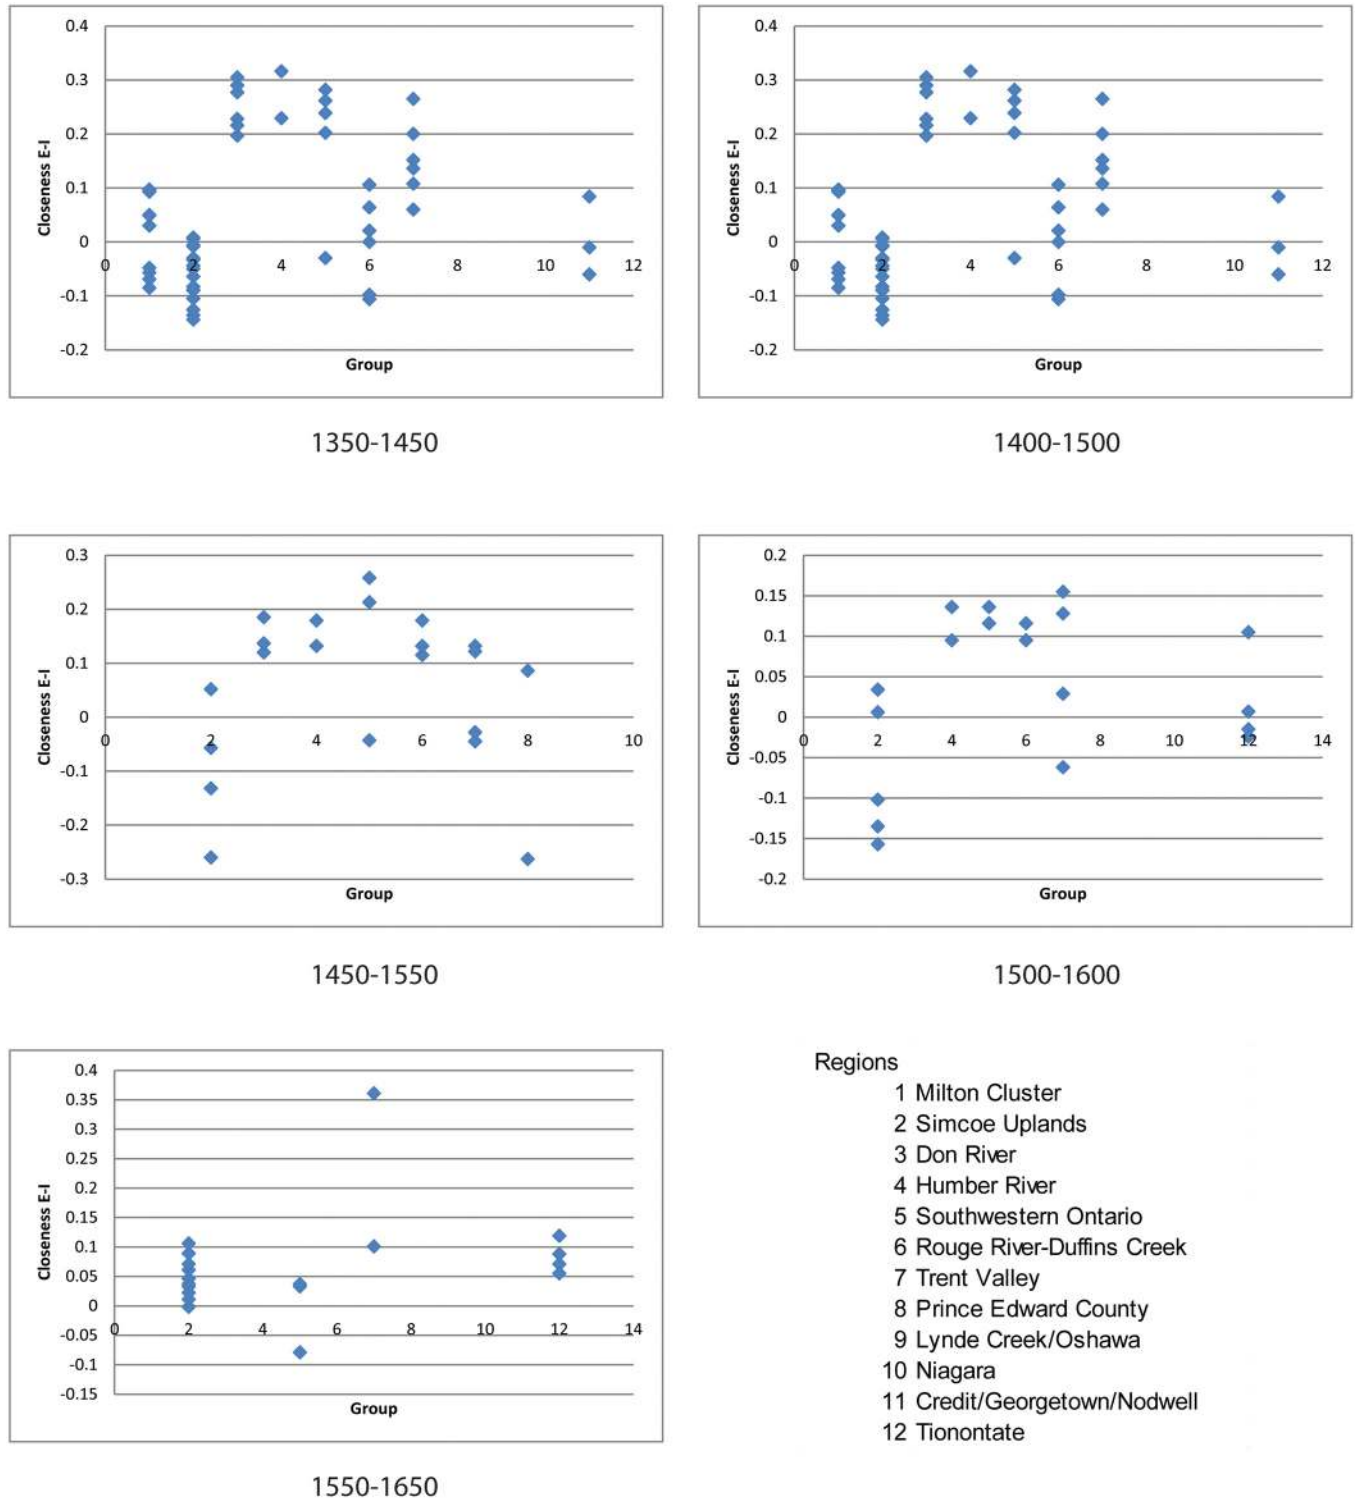 0.4
0.3
0.2
0.1
0
-0.1
-0.2
Closeness E-I
0 2 4 6 8 10 12
Group
1350-1450
0.4
0.3
0.2
0.1
0
-0.1
-0.2
Closeness E-I
0 2 4 6 8 10 12
Group
1400-1500
0.3
0.2
0.1
0
-0.1
-0.2
-0.3
Closeness E-I
0 2 4 6 8 10
Group
1450-1550
0.2
0.15
0.1
0.05
0
-0.05
-0.1
-0.15
-0.2
Closeness E-I
0 2 4 6 8 10 12 14
Group
1500-1600
0.4
0.35
0.3
0.25
0.2
0.15
0.1
0.05
0
-0.05
-0.1
-0.15
Closeness E-I
0 2 4 6 8 10 12 14
Group
1550-1650
Regions
1 Milton Cluster
2 Simcoe Uplands
3 Don River
4 Humber River
5 Southwestern Ontario
6 Rouge River-Duffins Creek
7 Trent Valley
8 Prince Edward County
9 Lynde Creek/Oshawa
10 Niagara
11 Credit/Georgetown/Nodwell
12 Tionontate